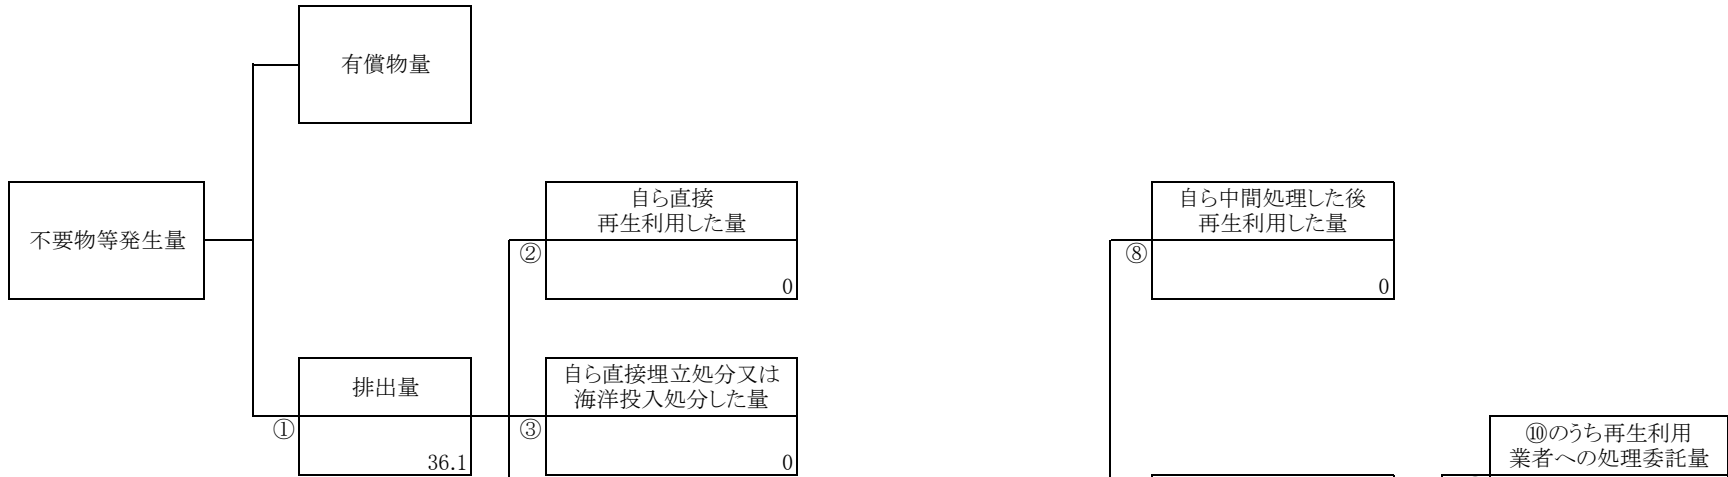 有償物量
不要物等発生量
自ら直接
再生利用した量
②
0
自ら中間処理した後
再生利用した量
⑧
0
排出量
①
36.1
自ら直接埋立処分又は
海洋投入処分した量
③
0
⑩のうち再生利用
業者への処理委託量